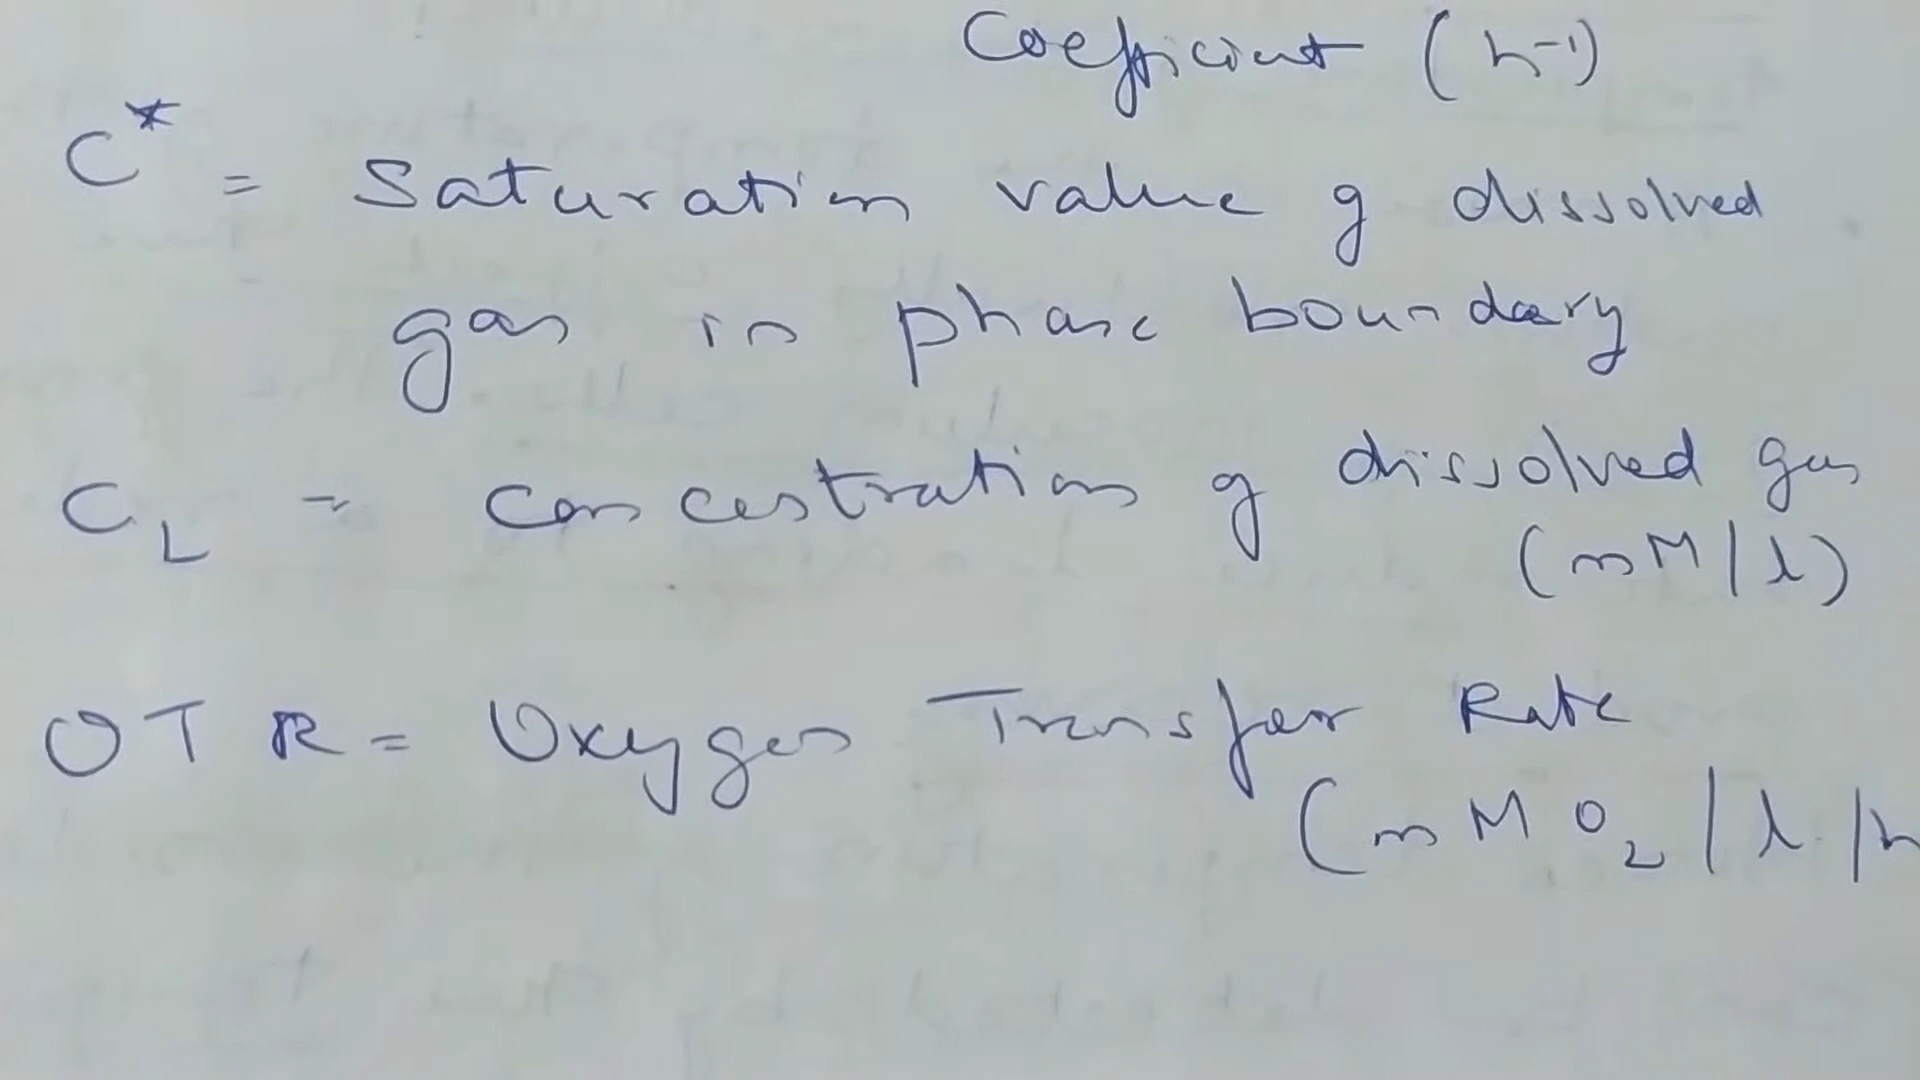 Coefficient (h-1)
C* = Saturation value of dissolved
gas in phase boundary
CL = concentration of dissolved gas
(mM/l)
OTR = Oxygen Transfer Rate
(mM O2/l/h